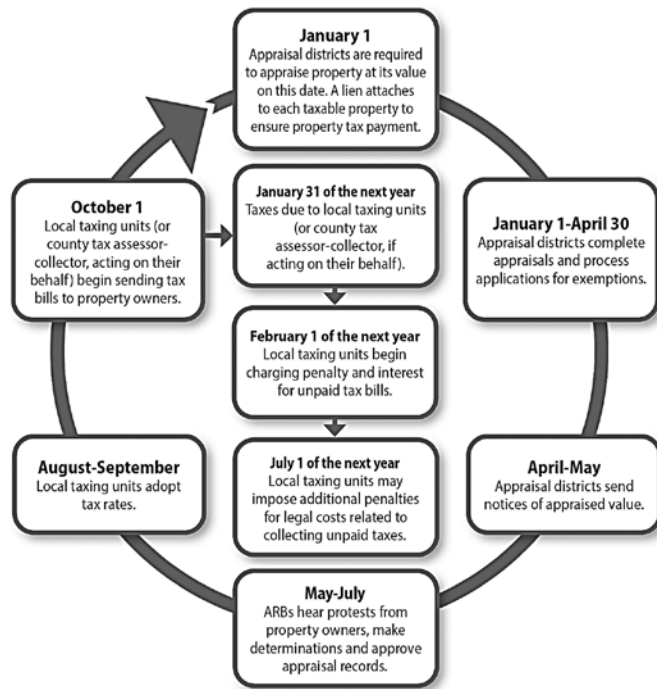 January 1
Appraisal districts are required
to appraise property at its value
on this date. A lien attaches
to each taxable property to
ensure property tax payment.
January 1-April 30
Appraisal districts complete
appraisals and process
applications for exemptions.
April-May
Appraisal districts send
notices of appraised value.
May-July
ARBs hear protests from
property owners, make
determinations and approve
appraisal records.
August-September
Local taxing units adopt
tax rates.
October 1
Local taxing units (or
county tax assessor-
collector, acting on their
behalf) begin sending tax
bills to property owners.
January 31 of the next year
Taxes due to local taxing units
(or county tax
assessor-collector, if
acting on their behalf).
February 1 of the next year
Local taxing units begin
charging penalty and interest
for unpaid tax bills.
July 1 of the next year
Local taxing units may
impose additional penalties
for legal costs related to
collecting unpaid taxes.